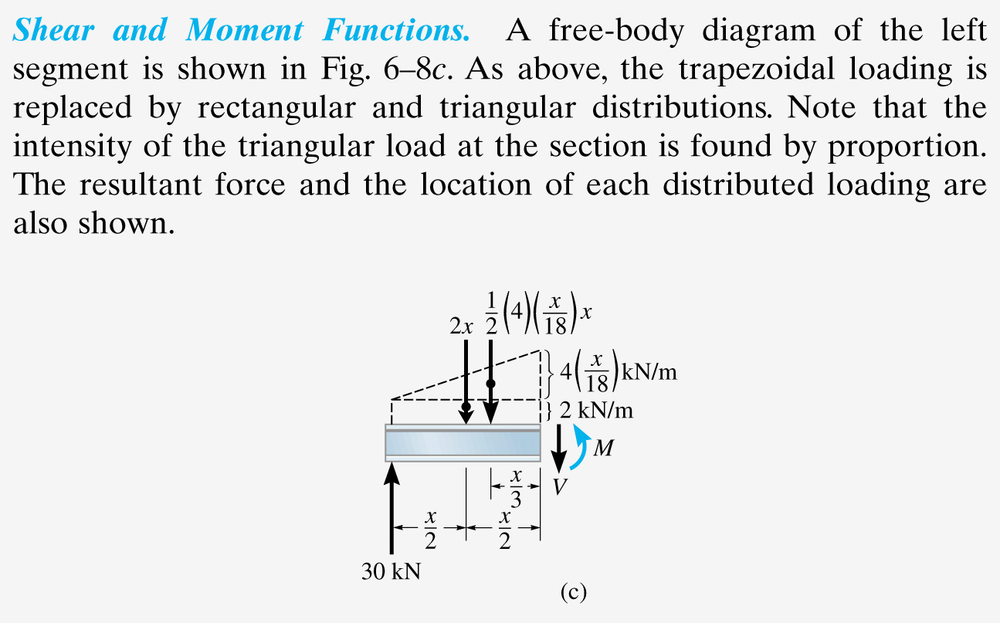 Shear and Moment Functions. A free-body diagram of the left
segment is shown in Fig. 6–8c. As above, the trapezoidal loading is
replaced by rectangular and triangular distributions. Note that the
intensity of the triangular load at the section is found by proportion.
The resultant force and the location of each distributed loading are
also shown.
2x 1/2 (4)(x/18)x
4(x/18) kN/m
2 kN/m
M
V
x/3
x/2 x/2
30 kN
(c)